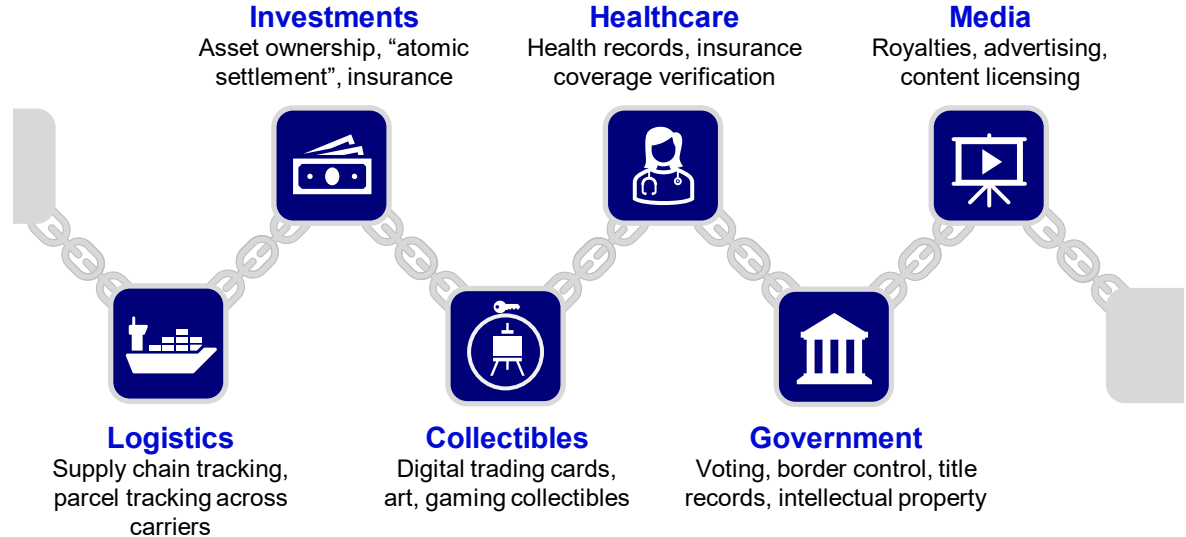 Investments
Asset ownership, “atomic
settlement”, insurance
Healthcare
Health records, insurance
coverage verification
Media
Royalties, advertising,
content licensing
Logistics
Supply chain tracking,
parcel tracking across
carriers
Collectibles
Digital trading cards,
art, gaming collectibles
Government
Voting, border control, title
records, intellectual property